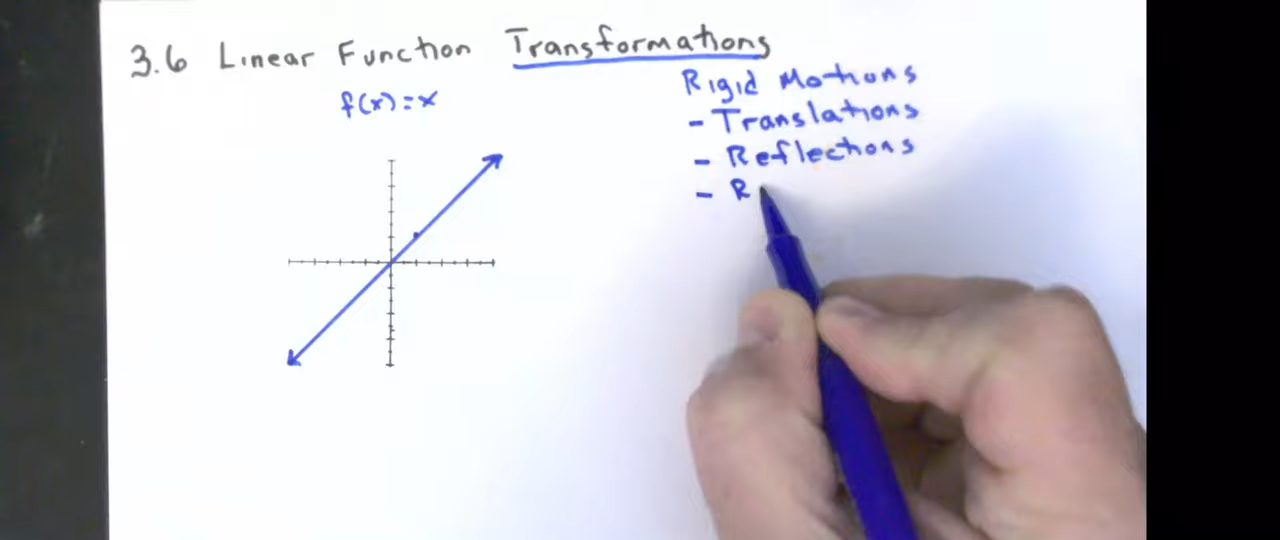 3.6 Linear Function Transformations
f(x)=x
Rigid Motions
- Translations
- Reflections
- R